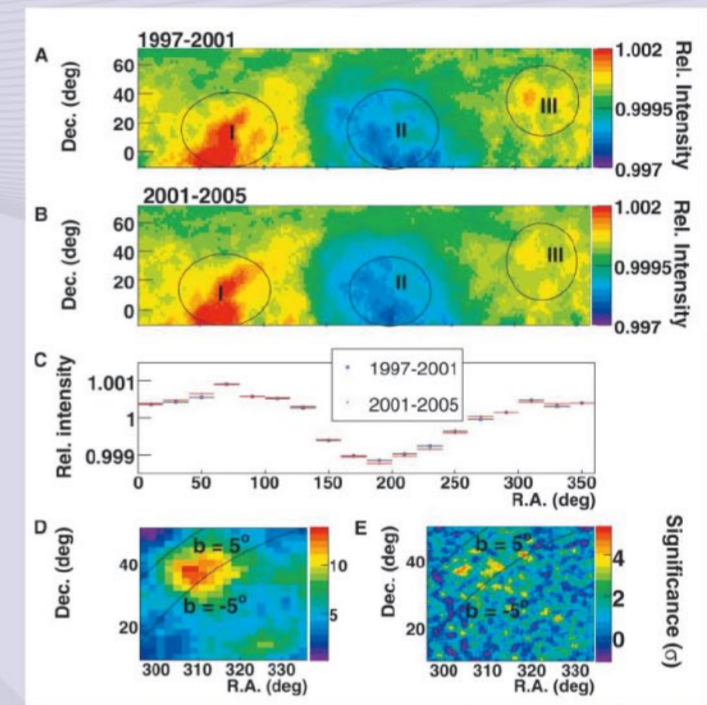 A
1997-2001
60
40
20
0
Dec. (deg)
I
II
III
1.002
0.9995
0.997
Rel. Intensity
B
2001-2005
60
40
20
0
Dec. (deg)
I
II
III
1.002
0.9995
0.997
Rel. Intensity
C
1.001
1
0.999
Rel. intensity
1997-2001
2001-2005
0 50 100 150 200 250 300 350
R.A. (deg)
D
Dec. (deg)
40
20
b = 5°
b = -5°
10
5
300 310 320 330
R.A. (deg)
E
Dec. (deg)
40
20
b = 5°
b = -5°
4
2
0
Significance (σ)
300 310 320 330
R.A. (deg)